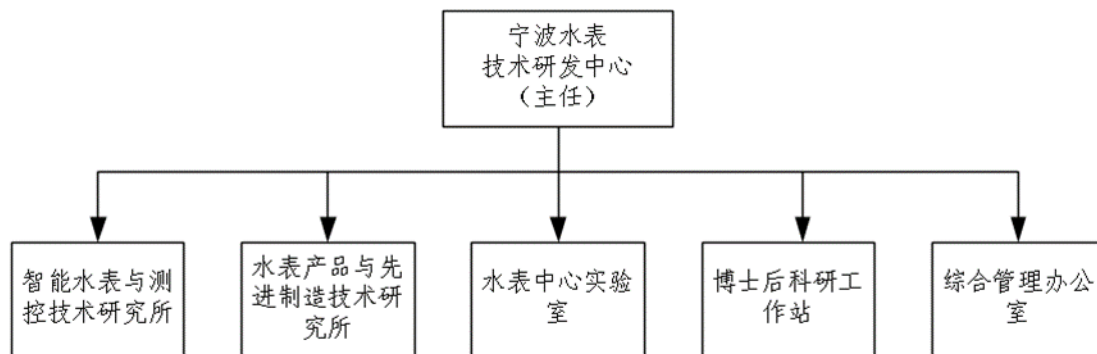 宁波水表
技术研发中心
（主任）
智能水表与测
控技术研究所
水表产品与先
进制造技术研
究所
水表中心实验
室
博士后科研工
作站
综合管理办公
室